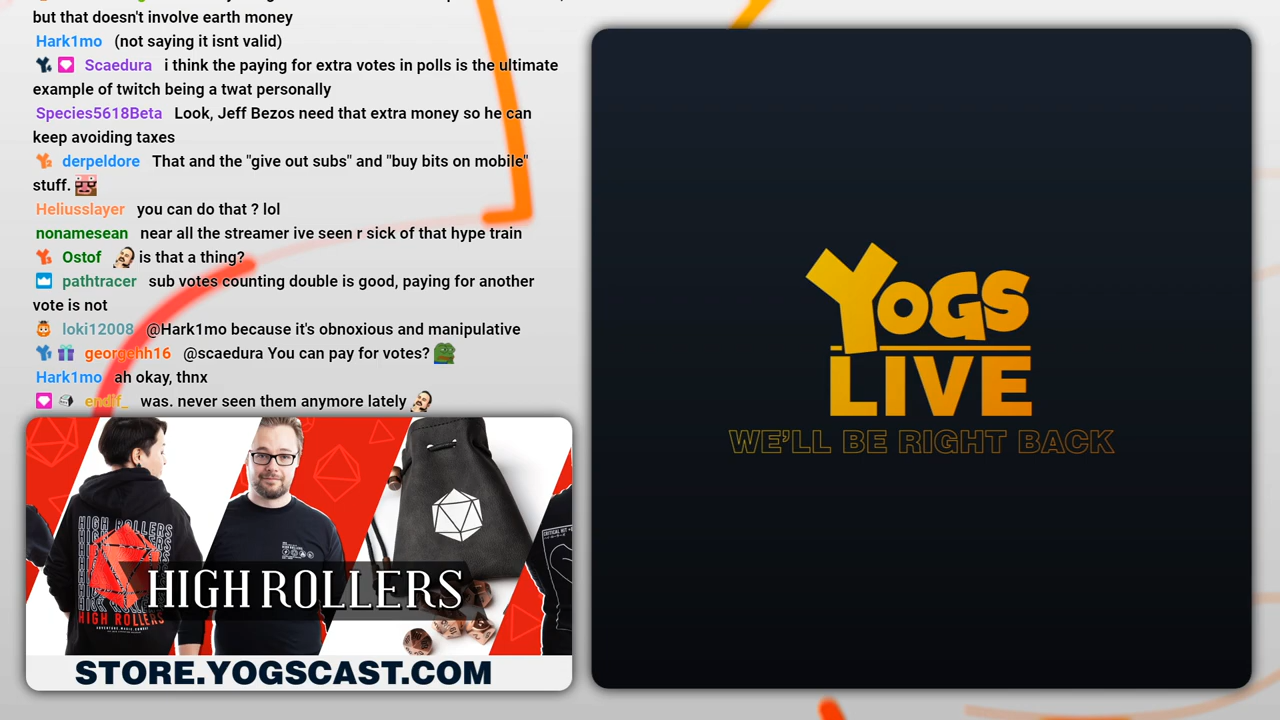 but that doesn't involve earth money
Hark1mo (not saying it isnt valid)
Scaedura i think the paying for extra votes in polls is the ultimate
example of twitch being a twat personally
Species5618Beta Look, Jeff Bezos need that extra money so he can
keep avoiding taxes
derpeldore That and the "give out subs" and "buy bits on mobile"
stuff.
Heliusslayer you can do that ? lol
nonamesean near all the streamer ive seen r sick of that hype train
Ostof is that a thing?
pathtracer sub votes counting double is good, paying for another
vote is not
loki12008 @Hark1mo because it's obnoxious and manipulative
georgehh16 @scaedura You can pay for votes?
Hark1mo ah okay, thnx
endif_ was. never seen them anymore lately
HIGH ROLLERS
HIGH ROLLERS
HIGH ROLLERS
STORE.YOGSCAST.COM
YOGS
LIVE
WE'LL BE RIGHT BACK